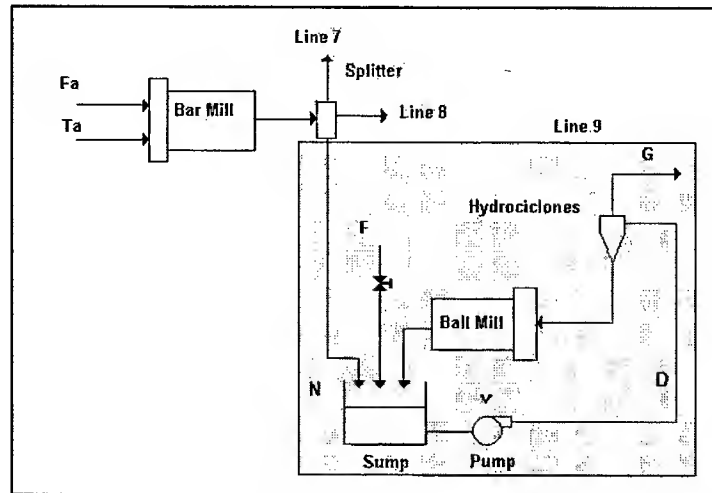 Line 7
Splitter
Fa
Bar Mill
Line 8
Ta
Line 9
G
Hydrociclones
F
Ball Mill
D
N
V
Sump
Pump